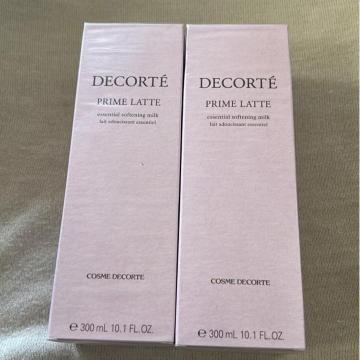 DECORTÉ
PRIME LATTE
essential softening milk
lait adoucissant essentiel
COSME DECORTE
℮ 300 mL 10.1 FL.OZ.
DECORTÉ
PRIME LATTE
essential softening milk
lait adoucissant essentiel
COSME DECORTE
℮ 300 mL 10.1 FL.OZ.